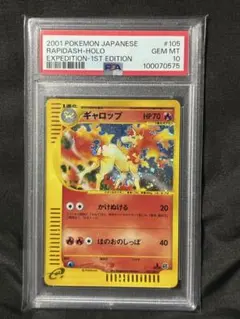 2001 POKEMON JAPANESE #105
RAPIDASH-HOLO GEM MT
EXPEDITION-1ST EDITION 10
PSA 100070575
ギャロップ HP70
かけぬける 20
ほのおのしっぽ 40
e